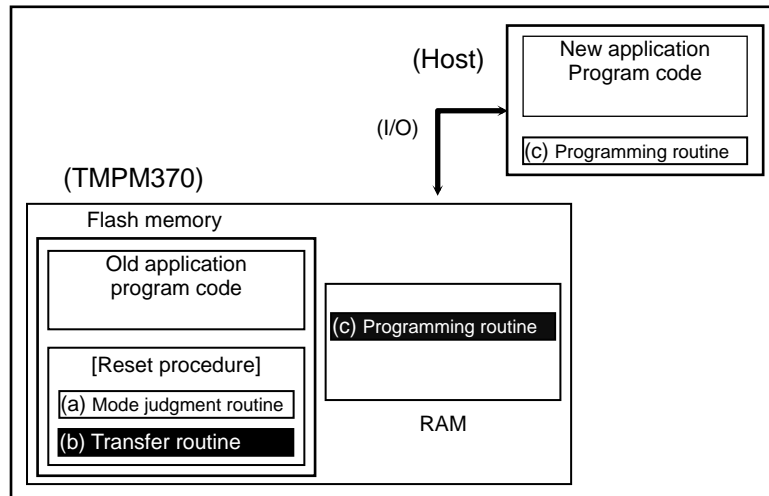 (Host)
New application
Program code
(I/O)
(c) Programming routine
(TMPM370)
Flash memory
Old application
program code
(c) Programming routine
[Reset procedure]
(a) Mode judgment routine
(b) Transfer routine
RAM